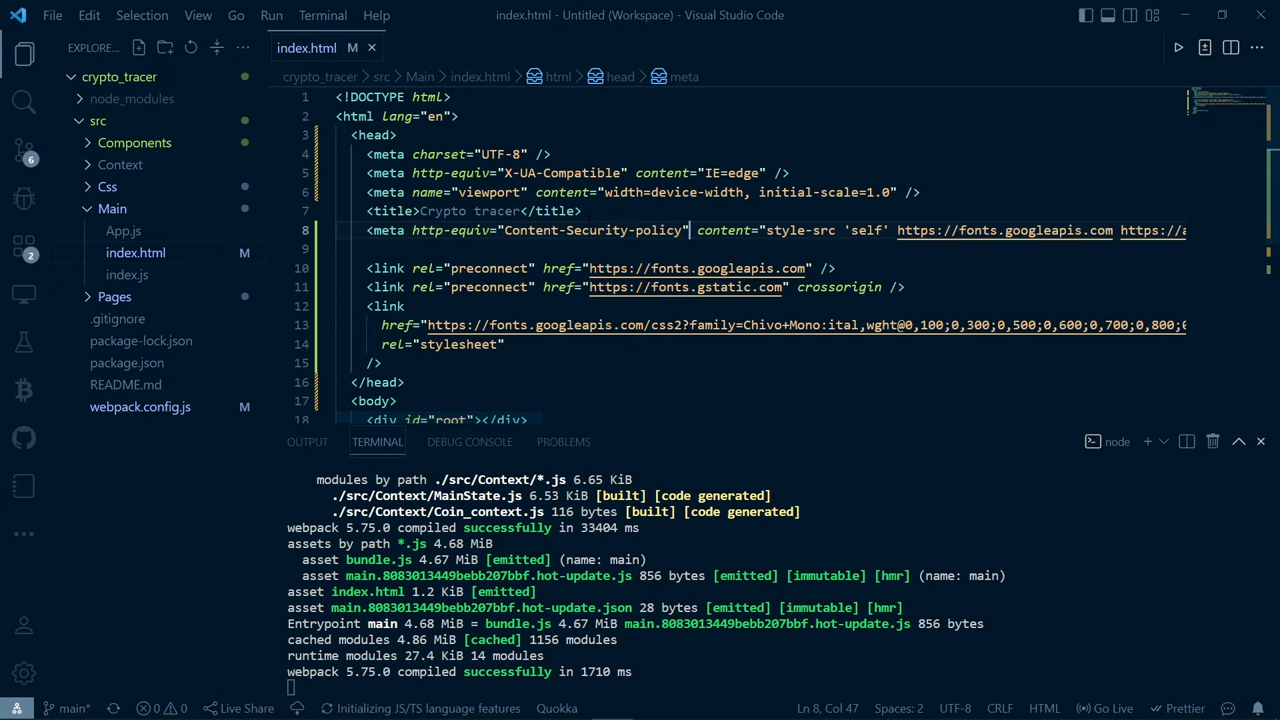 File Edit Selection View Go Run Terminal Help index.html - Untitled (Workspace) - Visual Studio Code
EXPLORE... index.html M
crypto_tracer
node_modules
src
Components
Context
Css
Main
App.js
index.html M
index.js
Pages
.gitignore
package-lock.json
package.json
README.md
webpack.config.js M
6
2
crypto_tracer > src > Main > index.html > html > head > meta
1 <!DOCTYPE html>
2 <html lang="en">
3 <head>
4 <meta charset="UTF-8" />
5 <meta http-equiv="X-UA-Compatible" content="IE=edge" />
6 <meta name="viewport" content="width=device-width, initial-scale=1.0" />
7 <title>Crypto tracer</title>
8 <meta http-equiv="Content-Security-policy" content="style-src 'self' https://fonts.googleapis.com https://a
9
10 <link rel="preconnect" href="https://fonts.googleapis.com" />
11 <link rel="preconnect" href="https://fonts.gstatic.com" crossorigin />
12 <link
13 href="https://fonts.googleapis.com/css2?family=Chivo+Mono:ital,wght@0,100;0,300;0,500;0,600;0,700;0,800;
14 rel="stylesheet"
15 />
16 </head>
17 <body>
18 <div id="root"></div>
OUTPUT TERMINAL DEBUG CONSOLE PROBLEMS node
modules by path ./src/Context/*.js 6.65 KiB
./src/Context/MainState.js 6.53 KiB [built] [code generated]
./src/Context/Coin_context.js 116 bytes [built] [code generated]
webpack 5.75.0 compiled successfully in 33404 ms
assets by path *.js 4.68 MiB
asset bundle.js 4.67 MiB [emitted] (name: main)
asset main.8083013449bebb207bbf.hot-update.js 856 bytes [emitted] [immutable] [hmr] (name: main)
asset index.html 1.2 KiB [emitted]
asset main.8083013449bebb207bbf.hot-update.json 28 bytes [emitted] [immutable] [hmr]
Entrypoint main 4.68 MiB = bundle.js 4.67 MiB main.8083013449bebb207bbf.hot-update.js 856 bytes
cached modules 4.86 MiB [cached] 1156 modules
runtime modules 27.4 KiB 14 modules
webpack 5.75.0 compiled successfully in 1710 ms
main* 0 0 Live Share Initializing JS/TS language features Quokka Ln 8, Col 47 Spaces: 2 UTF-8 CRLF HTML Go Live Prettier